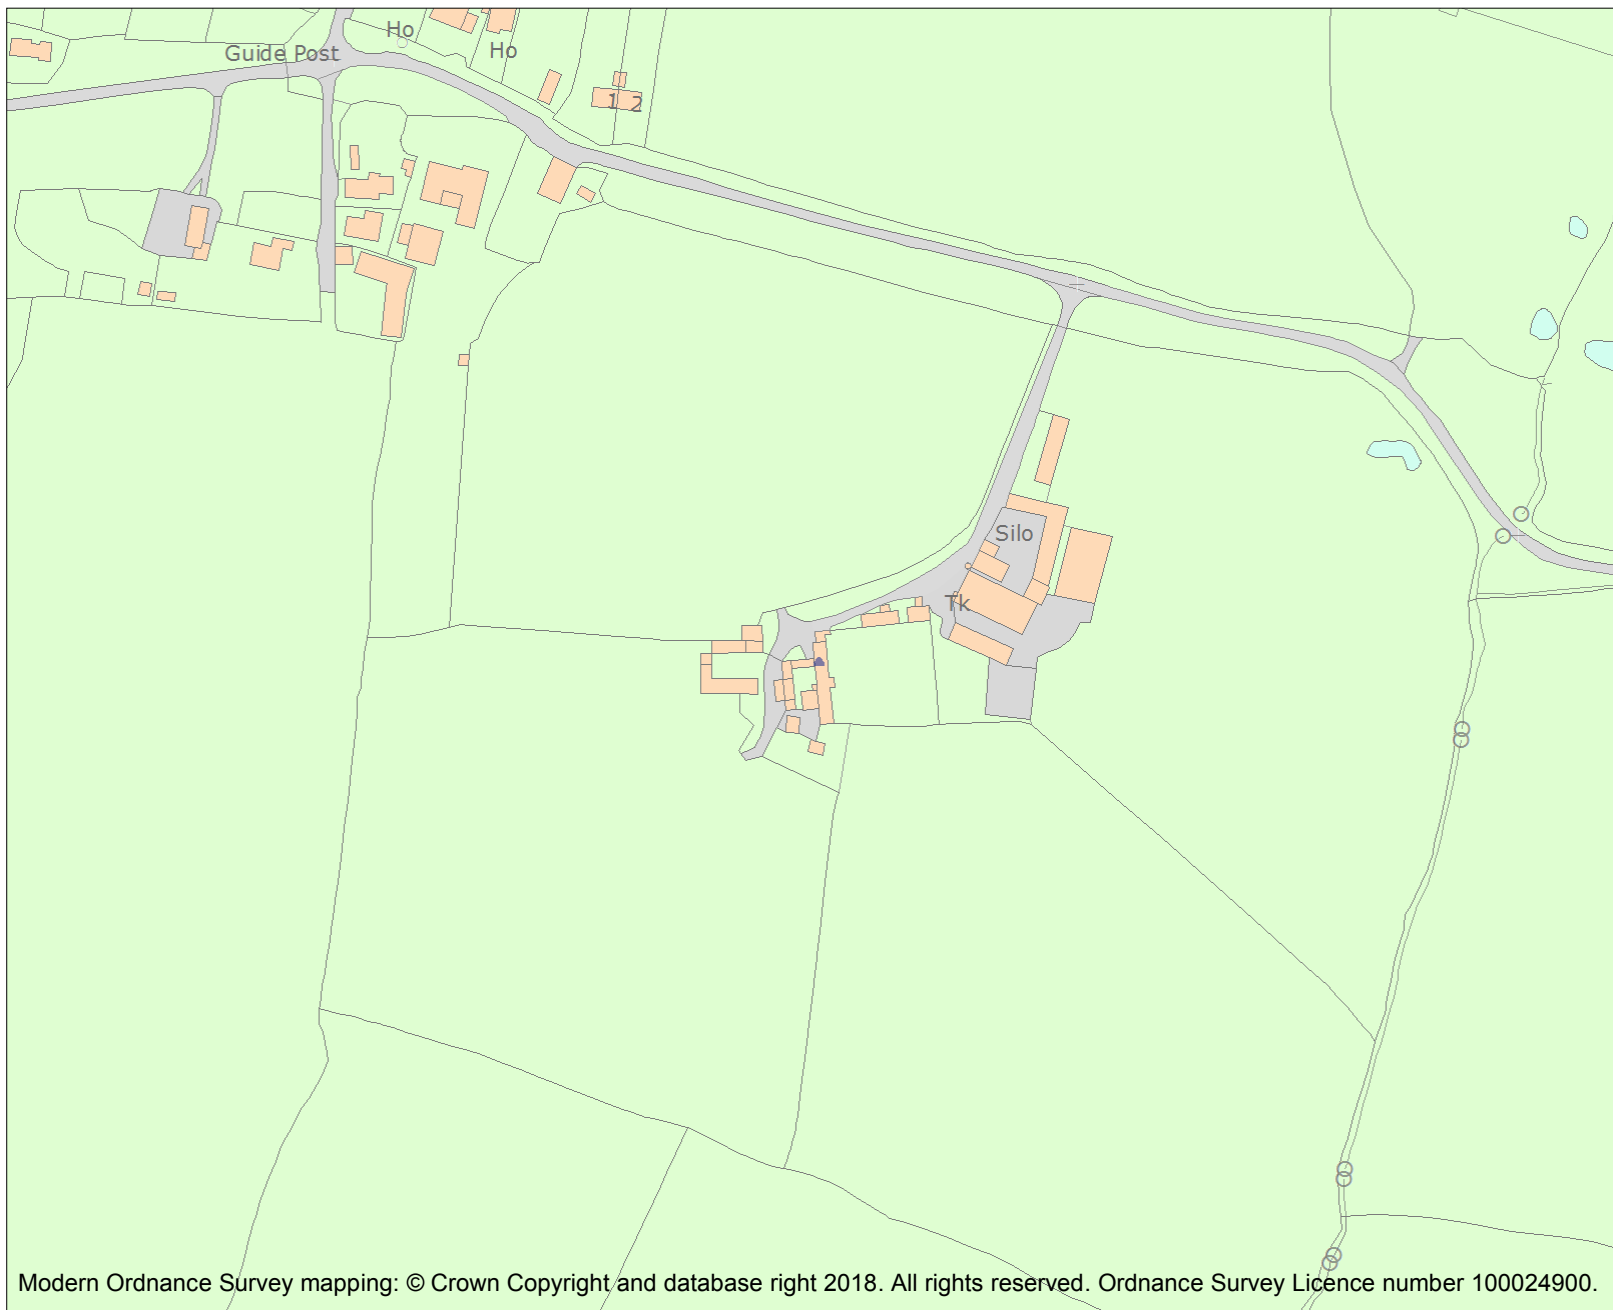 Ho
Guide Post
Ho
1 2
Silo
Tk
Modern Ordnance Survey mapping: © Crown Copyright and database right 2018. All rights reserved. Ordnance Survey Licence number 100024900.